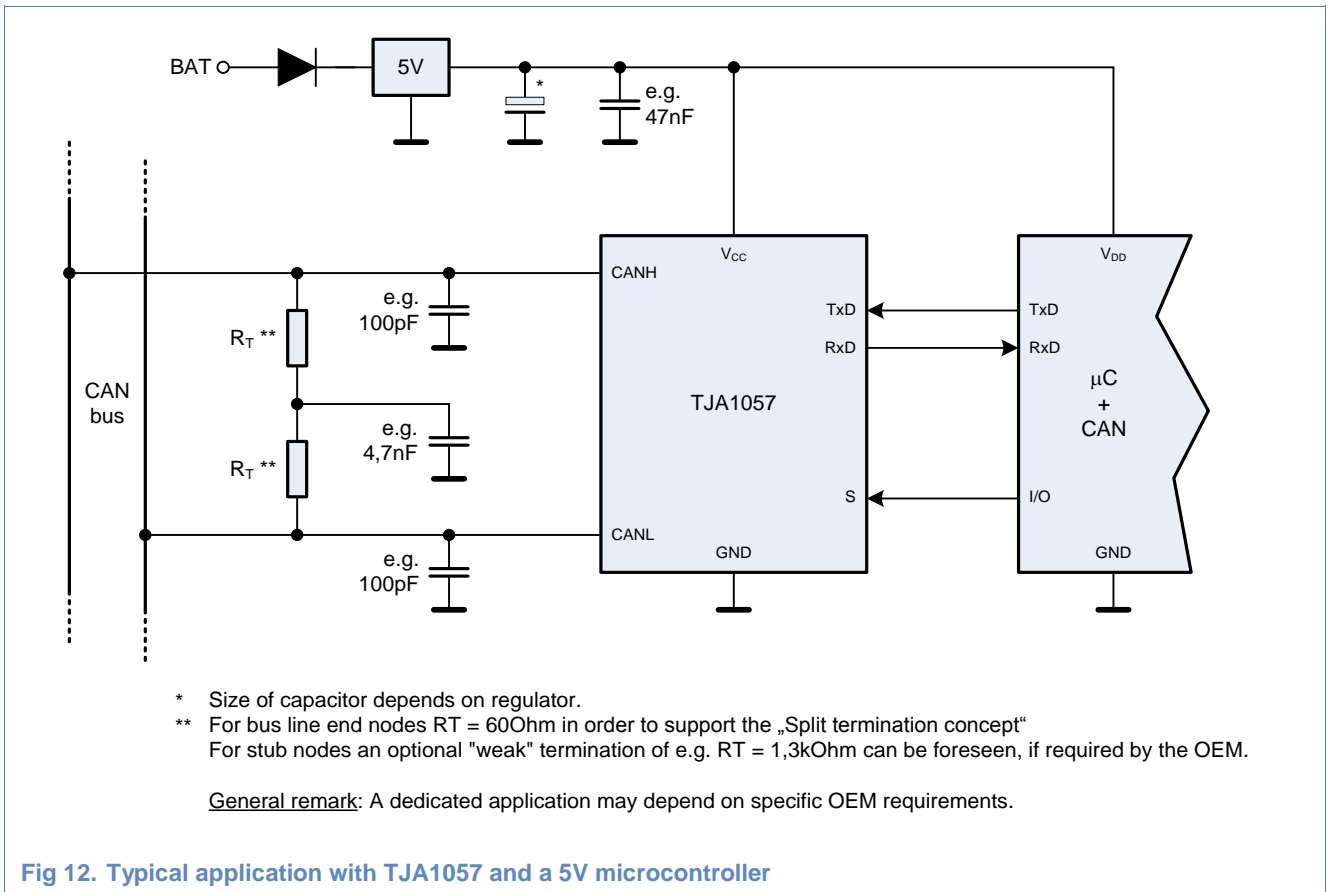 BAT
5V
*
e.g.
47nF
V_CC
V_DD
CANH
e.g.
100pF
TxD
TxD
R_T **
RxD
RxD
CAN
bus
TJA1057
μC
+
CAN
e.g.
4,7nF
R_T **
S
I/O
CANL
GND
GND
e.g.
100pF
* Size of capacitor depends on regulator.
** For bus line end nodes RT = 60Ohm in order to support the „Split termination concept“
For stub nodes an optional "weak" termination of e.g. RT = 1,3kOhm can be foreseen, if required by the OEM.
General remark: A dedicated application may depend on specific OEM requirements.
Fig 12. Typical application with TJA1057 and a 5V microcontroller